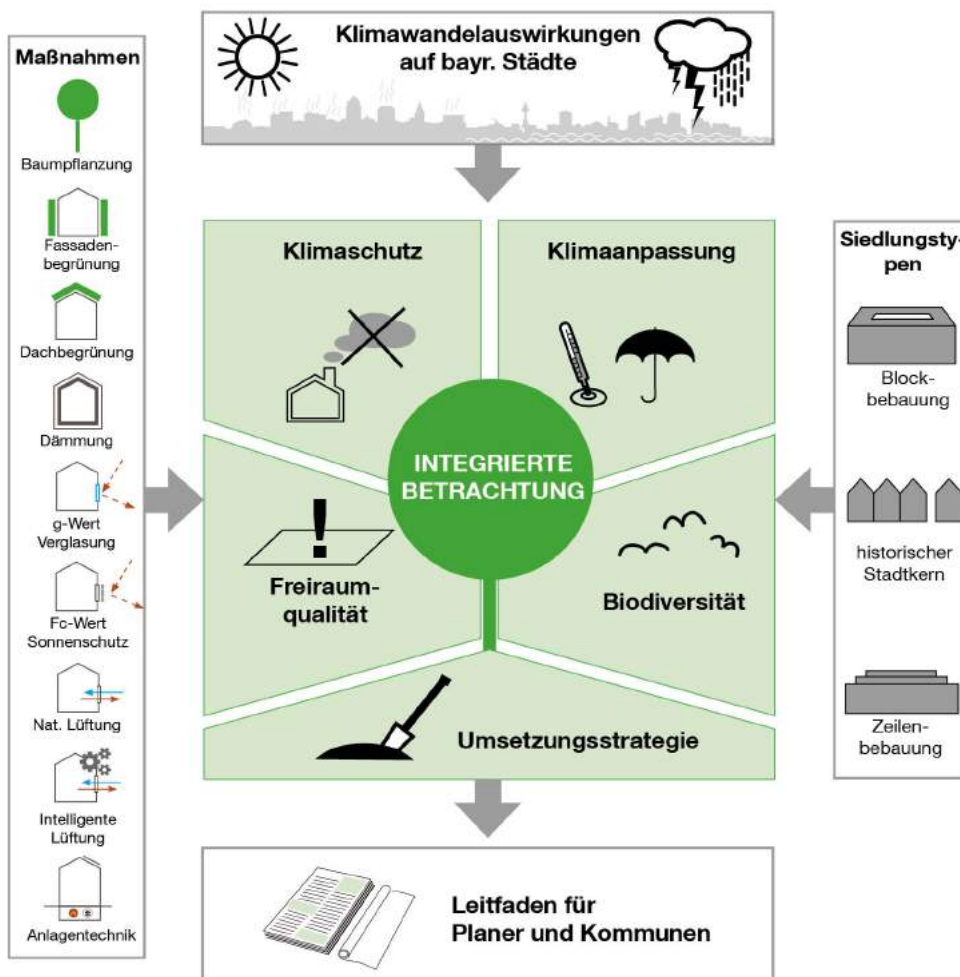 Klimawandelauswirkungen
auf bayr. Städte
Maßnahmen
Baumpflanzung
Fassaden-
begrünung
Dachbegrünung
Dämmung
g-Wert
Verglasung
Fc-Wert
Sonnenschutz
Nat. Lüftung
Intelligente
Lüftung
Anlagentechnik
Klimaschutz
Klimaanpassung
INTEGRIERTE
BETRACHTUNG
Freiraum-
qualität
Biodiversität
Umsetzungsstrategie
Siedlungsty-
pen
Block-
bebauung
historischer
Stadtkern
Zeilen-
bebauung
Leitfaden für
Planer und Kommunen